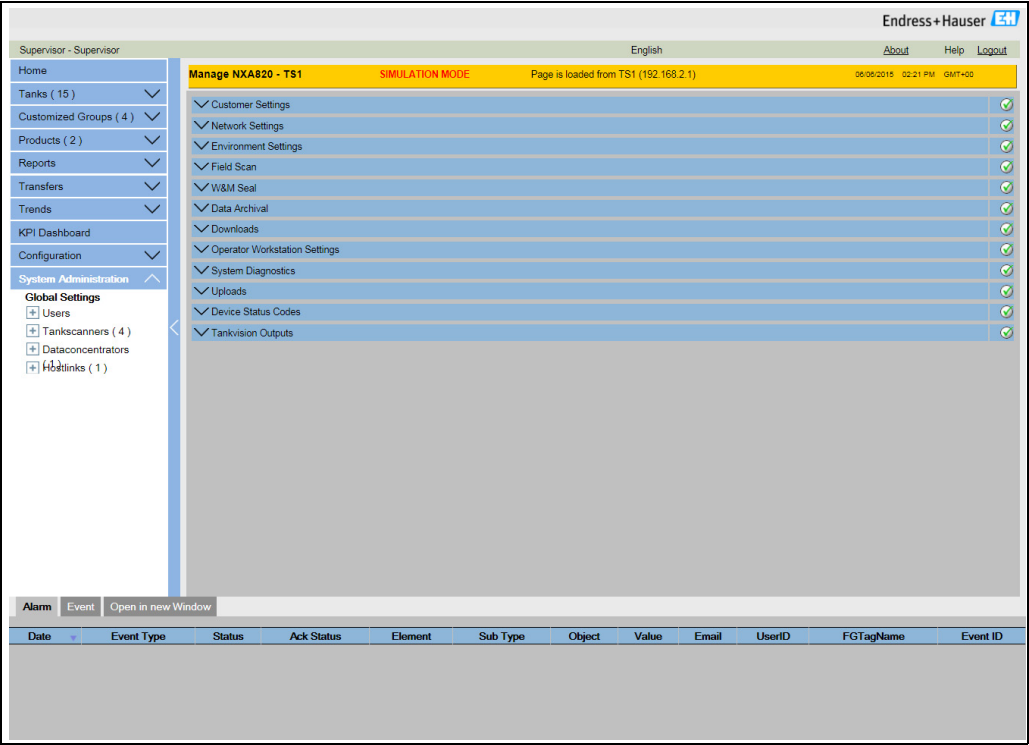 Endress+Hauser EH
Supervisor - Supervisor English About Help Logout
Home
Tanks ( 15 )
Customized Groups ( 4 )
Products ( 2 )
Reports
Transfers
Trends
KPI Dashboard
Configuration
System Administration
Global Settings
Users
Tankscanners ( 4 )
Dataconcentrators
( 1 )
Hostlinks ( 1 )
Manage NXA820 - TS1 SIMULATION MODE Page is loaded from TS1 (192.168.2.1) 06/06/2015 02:21 PM GMT+00
Customer Settings
Network Settings
Environment Settings
Field Scan
W&M Seal
Data Archival
Downloads
Operator Workstation Settings
System Diagnostics
Uploads
Device Status Codes
Tankvision Outputs
Alarm Event Open in new Window
Date Event Type Status Ack Status Element Sub Type Object Value Email UserID FGTagName Event ID